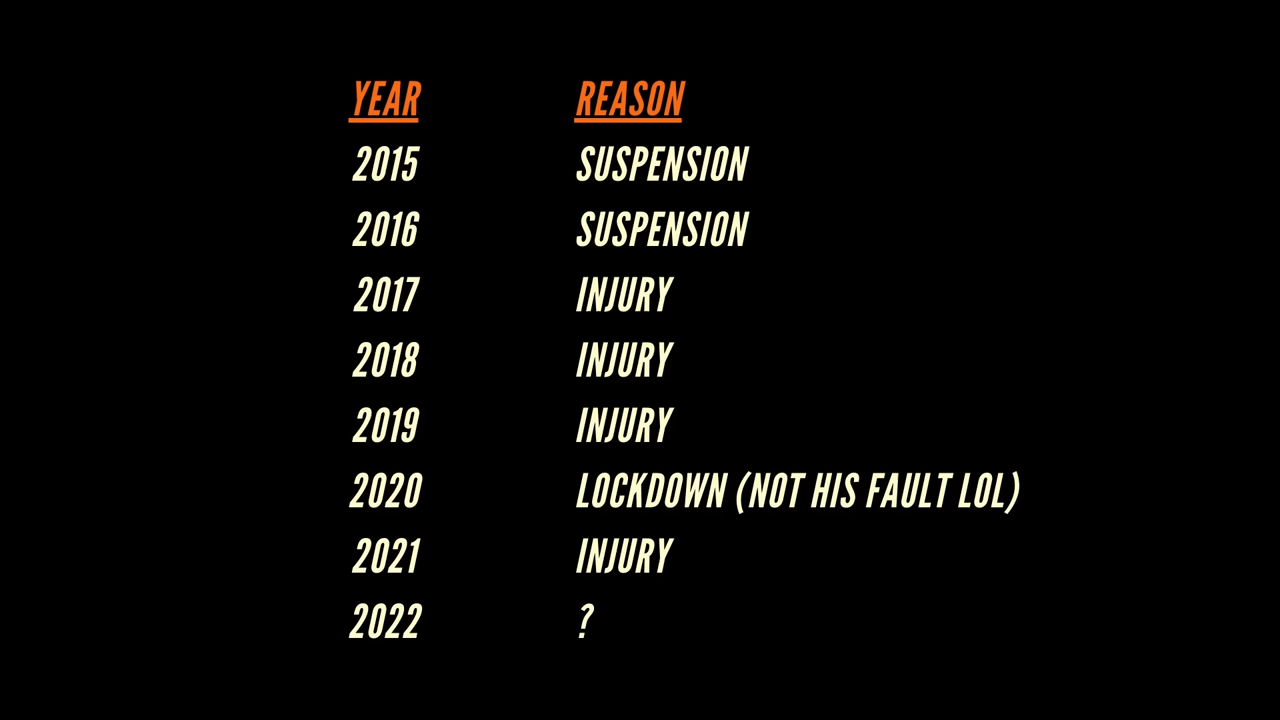 YEAR REASON
2015 SUSPENSION
2016 SUSPENSION
2017 INJURY
2018 INJURY
2019 INJURY
2020 LOCKDOWN (NOT HIS FAULT LOL)
2021 INJURY
2022 ?